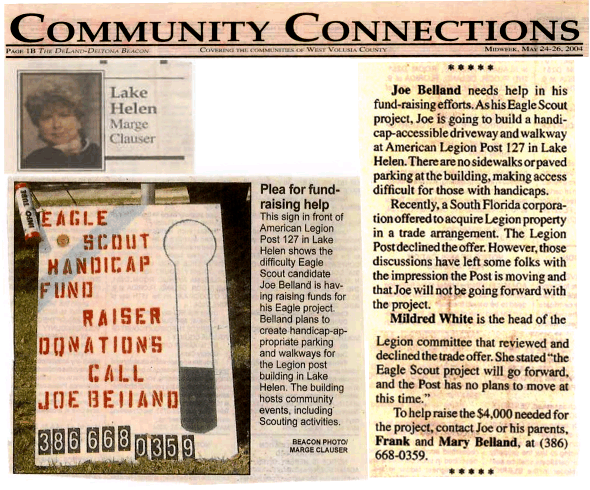 COMMUNITY CONNECTIONS
PAGE 1B THE DELAND-DELTONA BEACON
COVERING THE COMMUNITIES OF WEST VOLUSIA COUNTY
MIDWEEK, MAY 24-26, 2004
Lake
Helen
Marge
Clauser
EAGLE
SCOUT
HANDICAP
FUND
RAISER
DONATIONS
CALL
JOE BELLAND
386 668 0359
Plea for fund-
raising help
This sign in front of
American Legion
Post 127 in Lake
Helen shows the
difficulty Eagle
Scout candidate
Joe Belland is hav-
ing raising funds for
his Eagle project.
Belland plans to
create handicap-ap-
propriate parking
and walkways for
the Legion post
building in Lake
Helen. The building
hosts community
events, including
Scouting activities.
BEACON PHOTO/
MARGE CLAUSER
*****
Joe Belland needs help in his
fund-raising efforts. As his Eagle Scout
project, Joe is going to build a handi-
cap-accessible driveway and walkway
at American Legion Post 127 in Lake
Helen. There are no sidewalks or paved
parking at the building, making access
difficult for those with handicaps.
Recently, a South Florida corpora-
tion offered to acquire Legion property
in a trade arrangement. The Legion
Post declined the offer. However, those
discussions have left some folks with
the impression the Post is moving and
that Joe will not be going forward with
the project.
Mildred White is the head of the
Legion committee that reviewed and
declined the trade offer. She stated “the
Eagle Scout project will go forward,
and the Post has no plans to move at
this time.”
To help raise the $4,000 needed for
the project, contact Joe or his parents,
Frank and Mary Belland, at (386)
668-0359.
*****